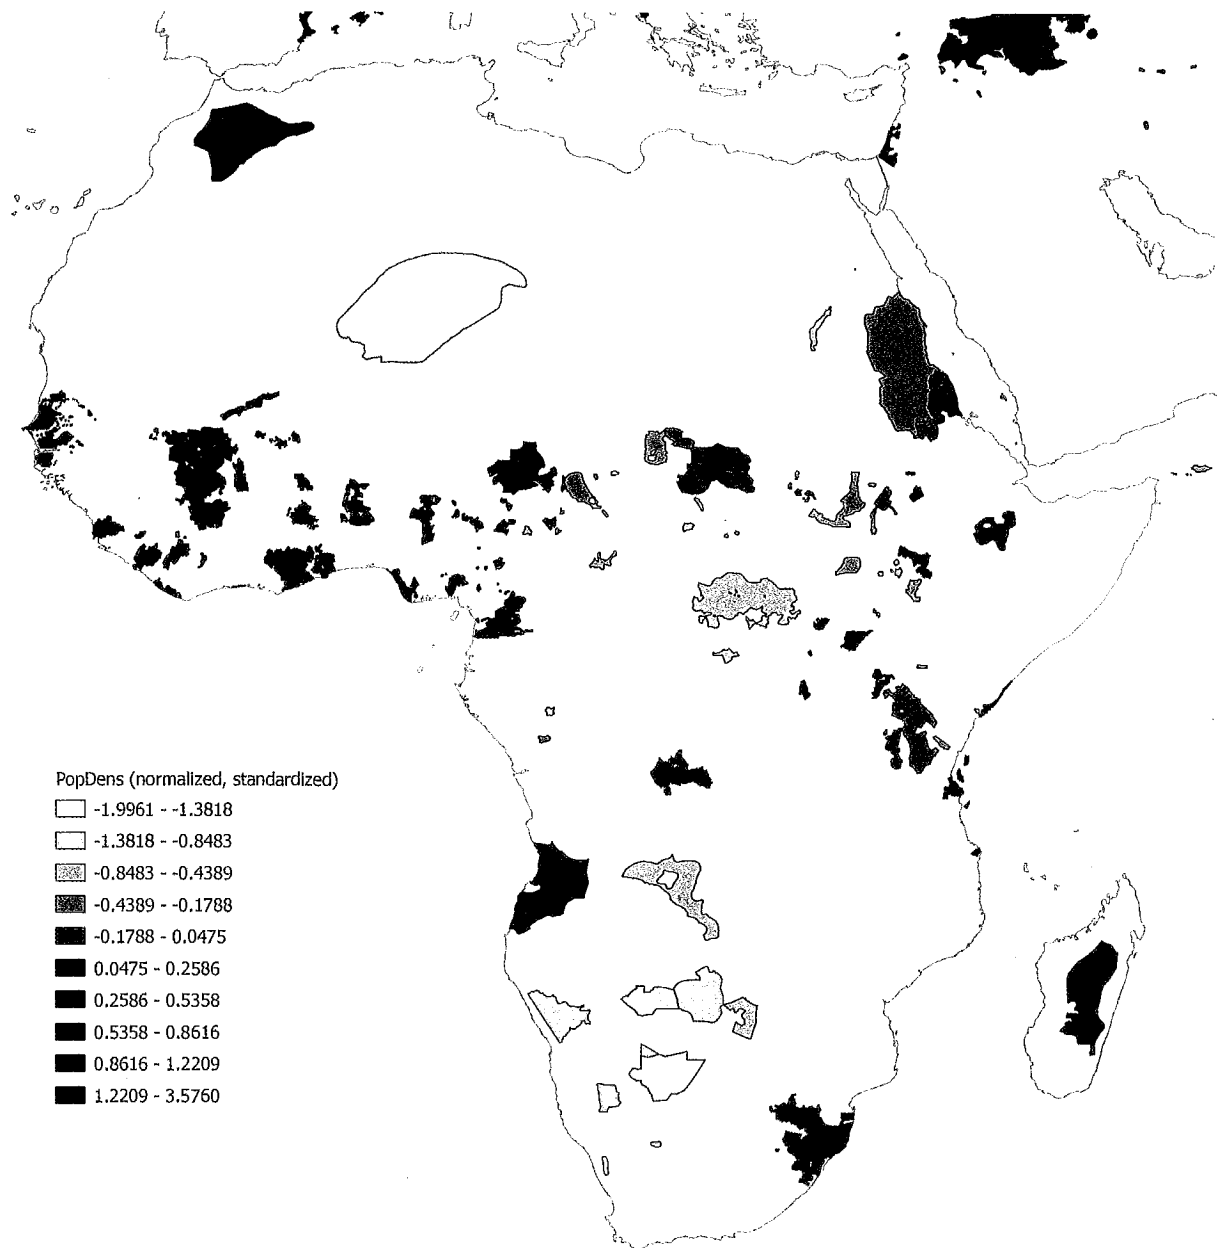 PopDens (normalized, standardized)
-1.9961 - -1.3818
-1.3818 - -0.8483
-0.8483 - -0.4389
-0.4389 - -0.1788
-0.1788 - 0.0475
0.0475 - 0.2586
0.2586 - 0.5358
0.5358 - 0.8616
0.8616 - 1.2209
1.2209 - 3.5760